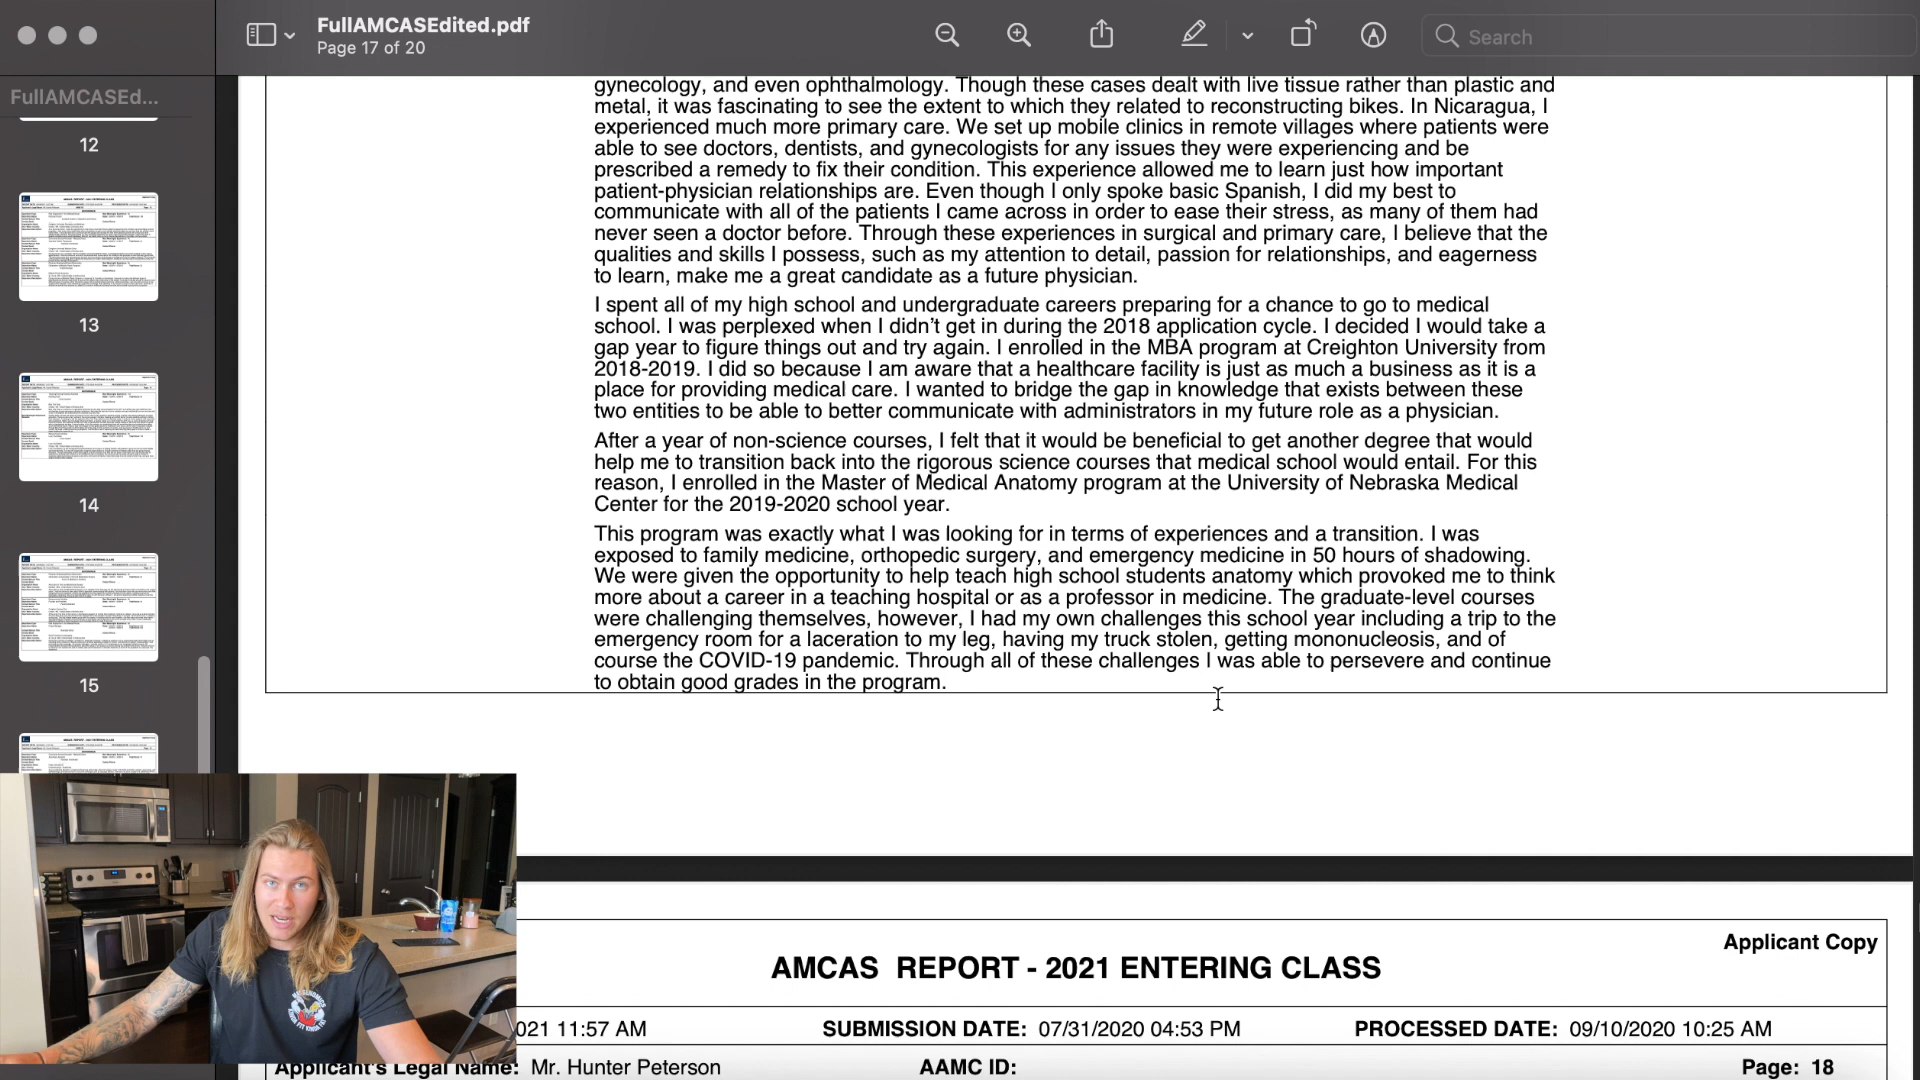 FullAMCASEdited.pdf
Page 17 of 20
Search
FullAMCASEd...
12
13
14
15
gynecology, and even ophthalmology. Though these cases dealt with live tissue rather than plastic and
metal, it was fascinating to see the extent to which they related to reconstructing bikes. In Nicaragua, I
experienced much more primary care. We set up mobile clinics in remote villages where patients were
able to see doctors, dentists, and gynecologists for any issues they were experiencing and be
prescribed a remedy to fix their condition. This experience allowed me to learn just how important
patient-physician relationships are. Even though I only spoke basic Spanish, I did my best to
communicate with all of the patients I came across in order to ease their stress, as many of them had
never seen a doctor before. Through these experiences in surgical and primary care, I believe that the
qualities and skills I possess, such as my attention to detail, passion for relationships, and eagerness
to learn, make me a great candidate as a future physician.
I spent all of my high school and undergraduate careers preparing for a chance to go to medical
school. I was perplexed when I didn't get in during the 2018 application cycle. I decided I would take a
gap year to figure things out and try again. I enrolled in the MBA program at Creighton University from
2018-2019. I did so because I am aware that a healthcare facility is just as much a business as it is a
place for providing medical care. I wanted to bridge the gap in knowledge that exists between these
two entities to be able to better communicate with administrators in my future role as a physician.
After a year of non-science courses, I felt that it would be beneficial to get another degree that would
help me to transition back into the rigorous science courses that medical school would entail. For this
reason, I enrolled in the Master of Medical Anatomy program at the University of Nebraska Medical
Center for the 2019-2020 school year.
This program was exactly what I was looking for in terms of experiences and a transition. I was
exposed to family medicine, orthopedic surgery, and emergency medicine in 50 hours of shadowing.
We were given the opportunity to help teach high school students anatomy which provoked me to think
more about a career in a teaching hospital or as a professor in medicine. The graduate-level courses
were challenging themselves, however, I had my own challenges this school year including a trip to the
emergency room for a laceration to my leg, having my truck stolen, getting mononucleosis, and of
course the COVID-19 pandemic. Through all of these challenges I was able to persevere and continue
to obtain good grades in the program.
Applicant Copy
AMCAS REPORT - 2021 ENTERING CLASS
021 11:57 AM SUBMISSION DATE: 07/31/2020 04:53 PM PROCESSED DATE: 09/10/2020 10:25 AM
Applicant's Legal Name: Mr. Hunter Peterson AAMC ID: Page: 18